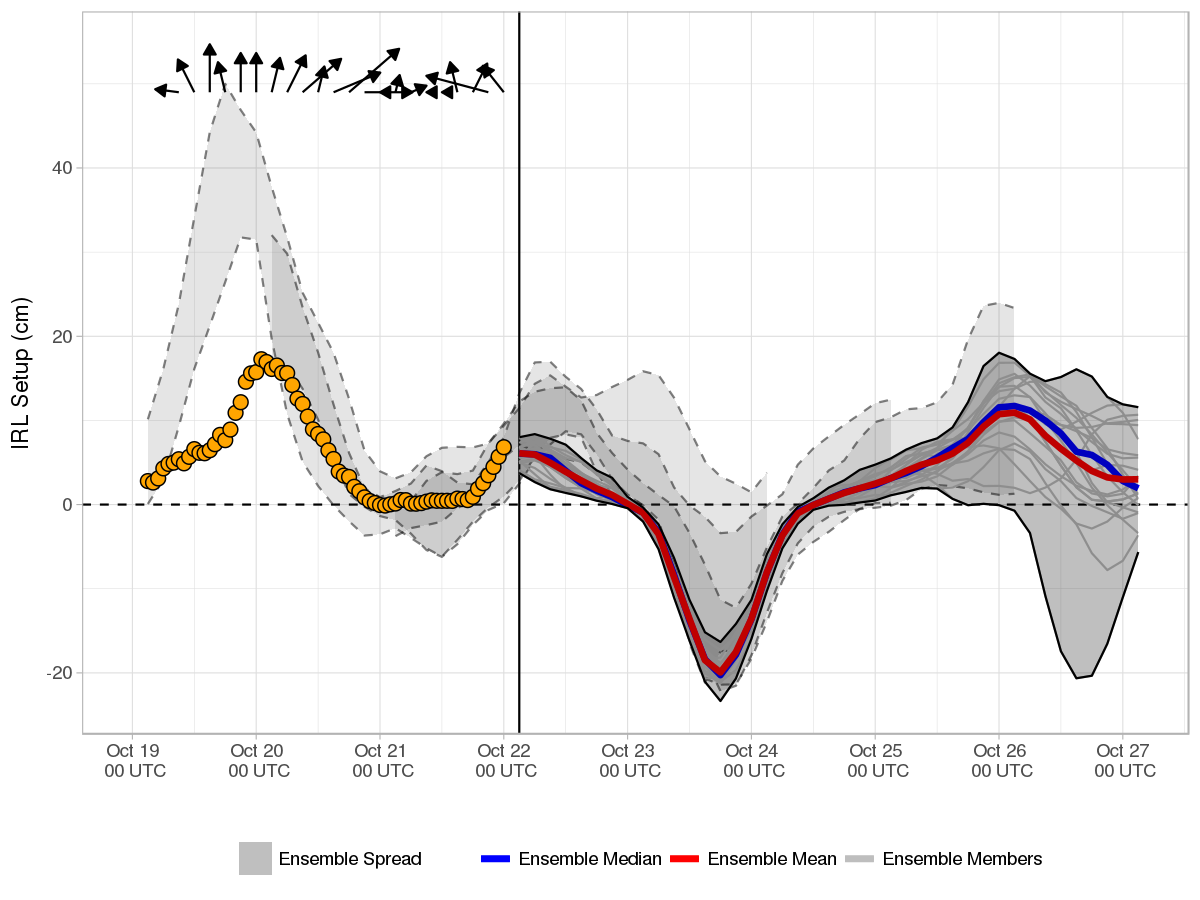 IRL Setup (cm)
40
20
0
-20
Oct 19
00 UTC
Oct 20
00 UTC
Oct 21
00 UTC
Oct 22
00 UTC
Oct 23
00 UTC
Oct 24
00 UTC
Oct 25
00 UTC
Oct 26
00 UTC
Oct 27
00 UTC
Ensemble Spread
Ensemble Median
Ensemble Mean
Ensemble Members